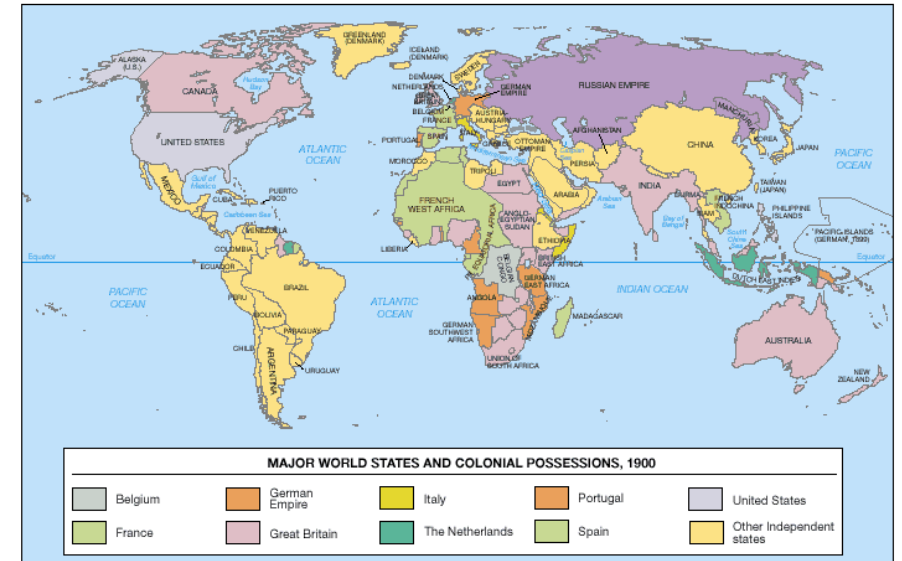 GREENLAND
(DENMARK)
ICELAND
(DENMARK)
ALASKA
(U.S.)
CANADA
Hudson
Bay
UNITED STATES
ATLANTIC
OCEAN
Gulf of
Mexico
MEXICO
CUBA
PUERTO
RICO
Caribbean Sea
VENEZUELA
COLOMBIA
ECUADOR
PERU
BRAZIL
BOLIVIA
PARAGUAY
CHILE
ARGENTINA
URUGUAY
PACIFIC
OCEAN
Equator
ATLANTIC
OCEAN
DENMARK
SWEDEN
NETHERLANDS
BELGIUM
GERMAN
EMPIRE
FRANCE
AUSTRIA
HUNGARY
PORTUGAL
SPAIN
ITALY
OTTOMAN
EMPIRE
RUSSIAN EMPIRE
AFGHANISTAN
PERSIA
MANCHURIA
KOREA
CHINA
JAPAN
PACIFIC
OCEAN
TAIWAN
(JAPAN)
MOROCCO
TRIPOLI
EGYPT
ARABIA
Arabian
Sea
INDIA
BURMA
SIAM
FRENCH
INDOCHINA
Bay of
Bengal
South
China
Sea
PHILIPPINE
ISLANDS
PACIFIC ISLANDS
(GERMAN, 1899)
FRENCH
WEST AFRICA
LIBERIA
EQUATORIAL AFRICA
ANGLO-
EGYPTIAN
SUDAN
ETHIOPIA
BRITISH
EAST AFRICA
BELGIAN
CONGO
GERMAN
EAST AFRICA
ANGOLA
MOZAMBIQUE
MADAGASCAR
GERMAN
SOUTHWEST
AFRICA
UNION OF
SOUTH AFRICA
INDIAN OCEAN
Equator
DUTCH EAST INDIES
AUSTRALIA
NEW
ZEALAND
MAJOR WORLD STATES AND COLONIAL POSSESSIONS, 1900
Belgium
German
Empire
Italy
Portugal
United States
France
Great Britain
The Netherlands
Spain
Other Independent
states